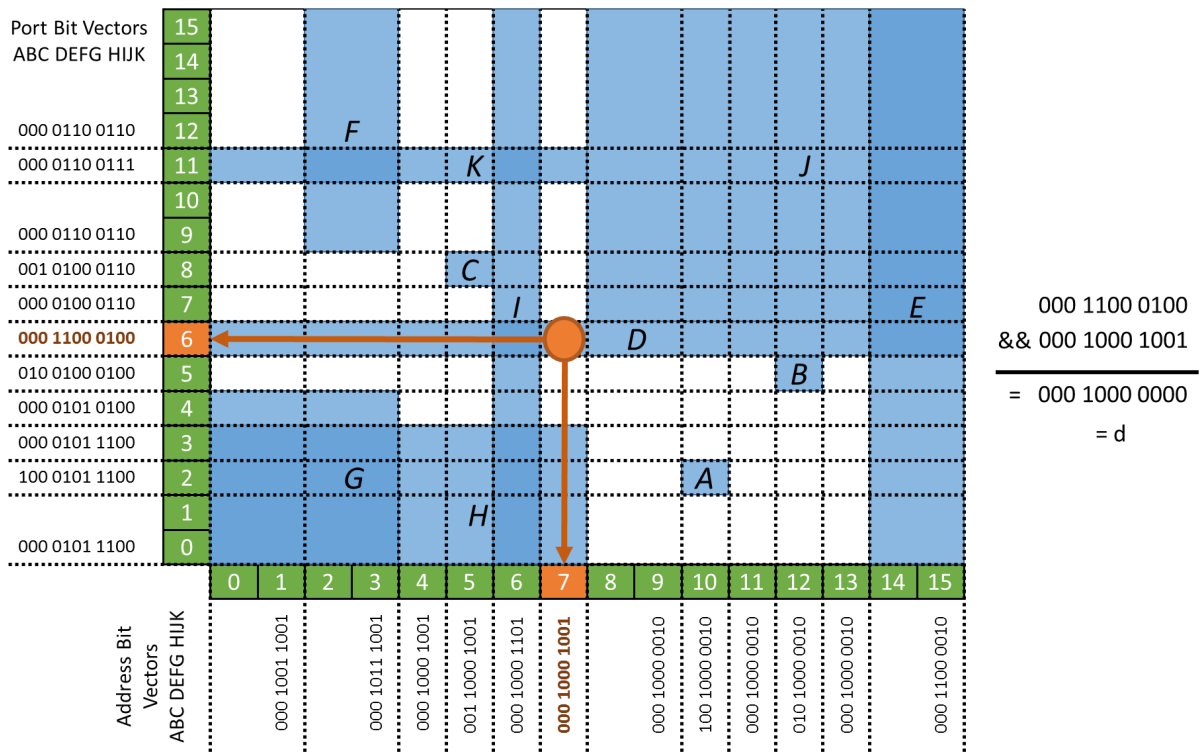 Port Bit Vectors
ABC DEFG HIJK
15
14
13
000 0110 0110 12 F
000 0110 0111 11 K J
10
000 0110 0110 9
001 0100 0110 8 C
000 0100 0110 7 I E 000 1100 0100
000 1100 0100 6 D && 000 1000 1001
010 0100 0100 5 B
= 000 1000 0000
000 0101 0100 4
= d
000 0101 1100 3
100 0101 1100 2 G A
1 H
000 0101 1100 0
0 1 2 3 4 5 6 7 8 9 10 11 12 13 14 15
Address Bit
Vectors
ABC DEFG HIJK
000 1001 1001
000 1011 1001
000 1000 1001
001 1000 1001
000 1000 1101
000 1000 1001
000 1000 0010
100 1000 0010
000 1000 0010
010 1000 0010
000 1000 0010
000 1100 0010